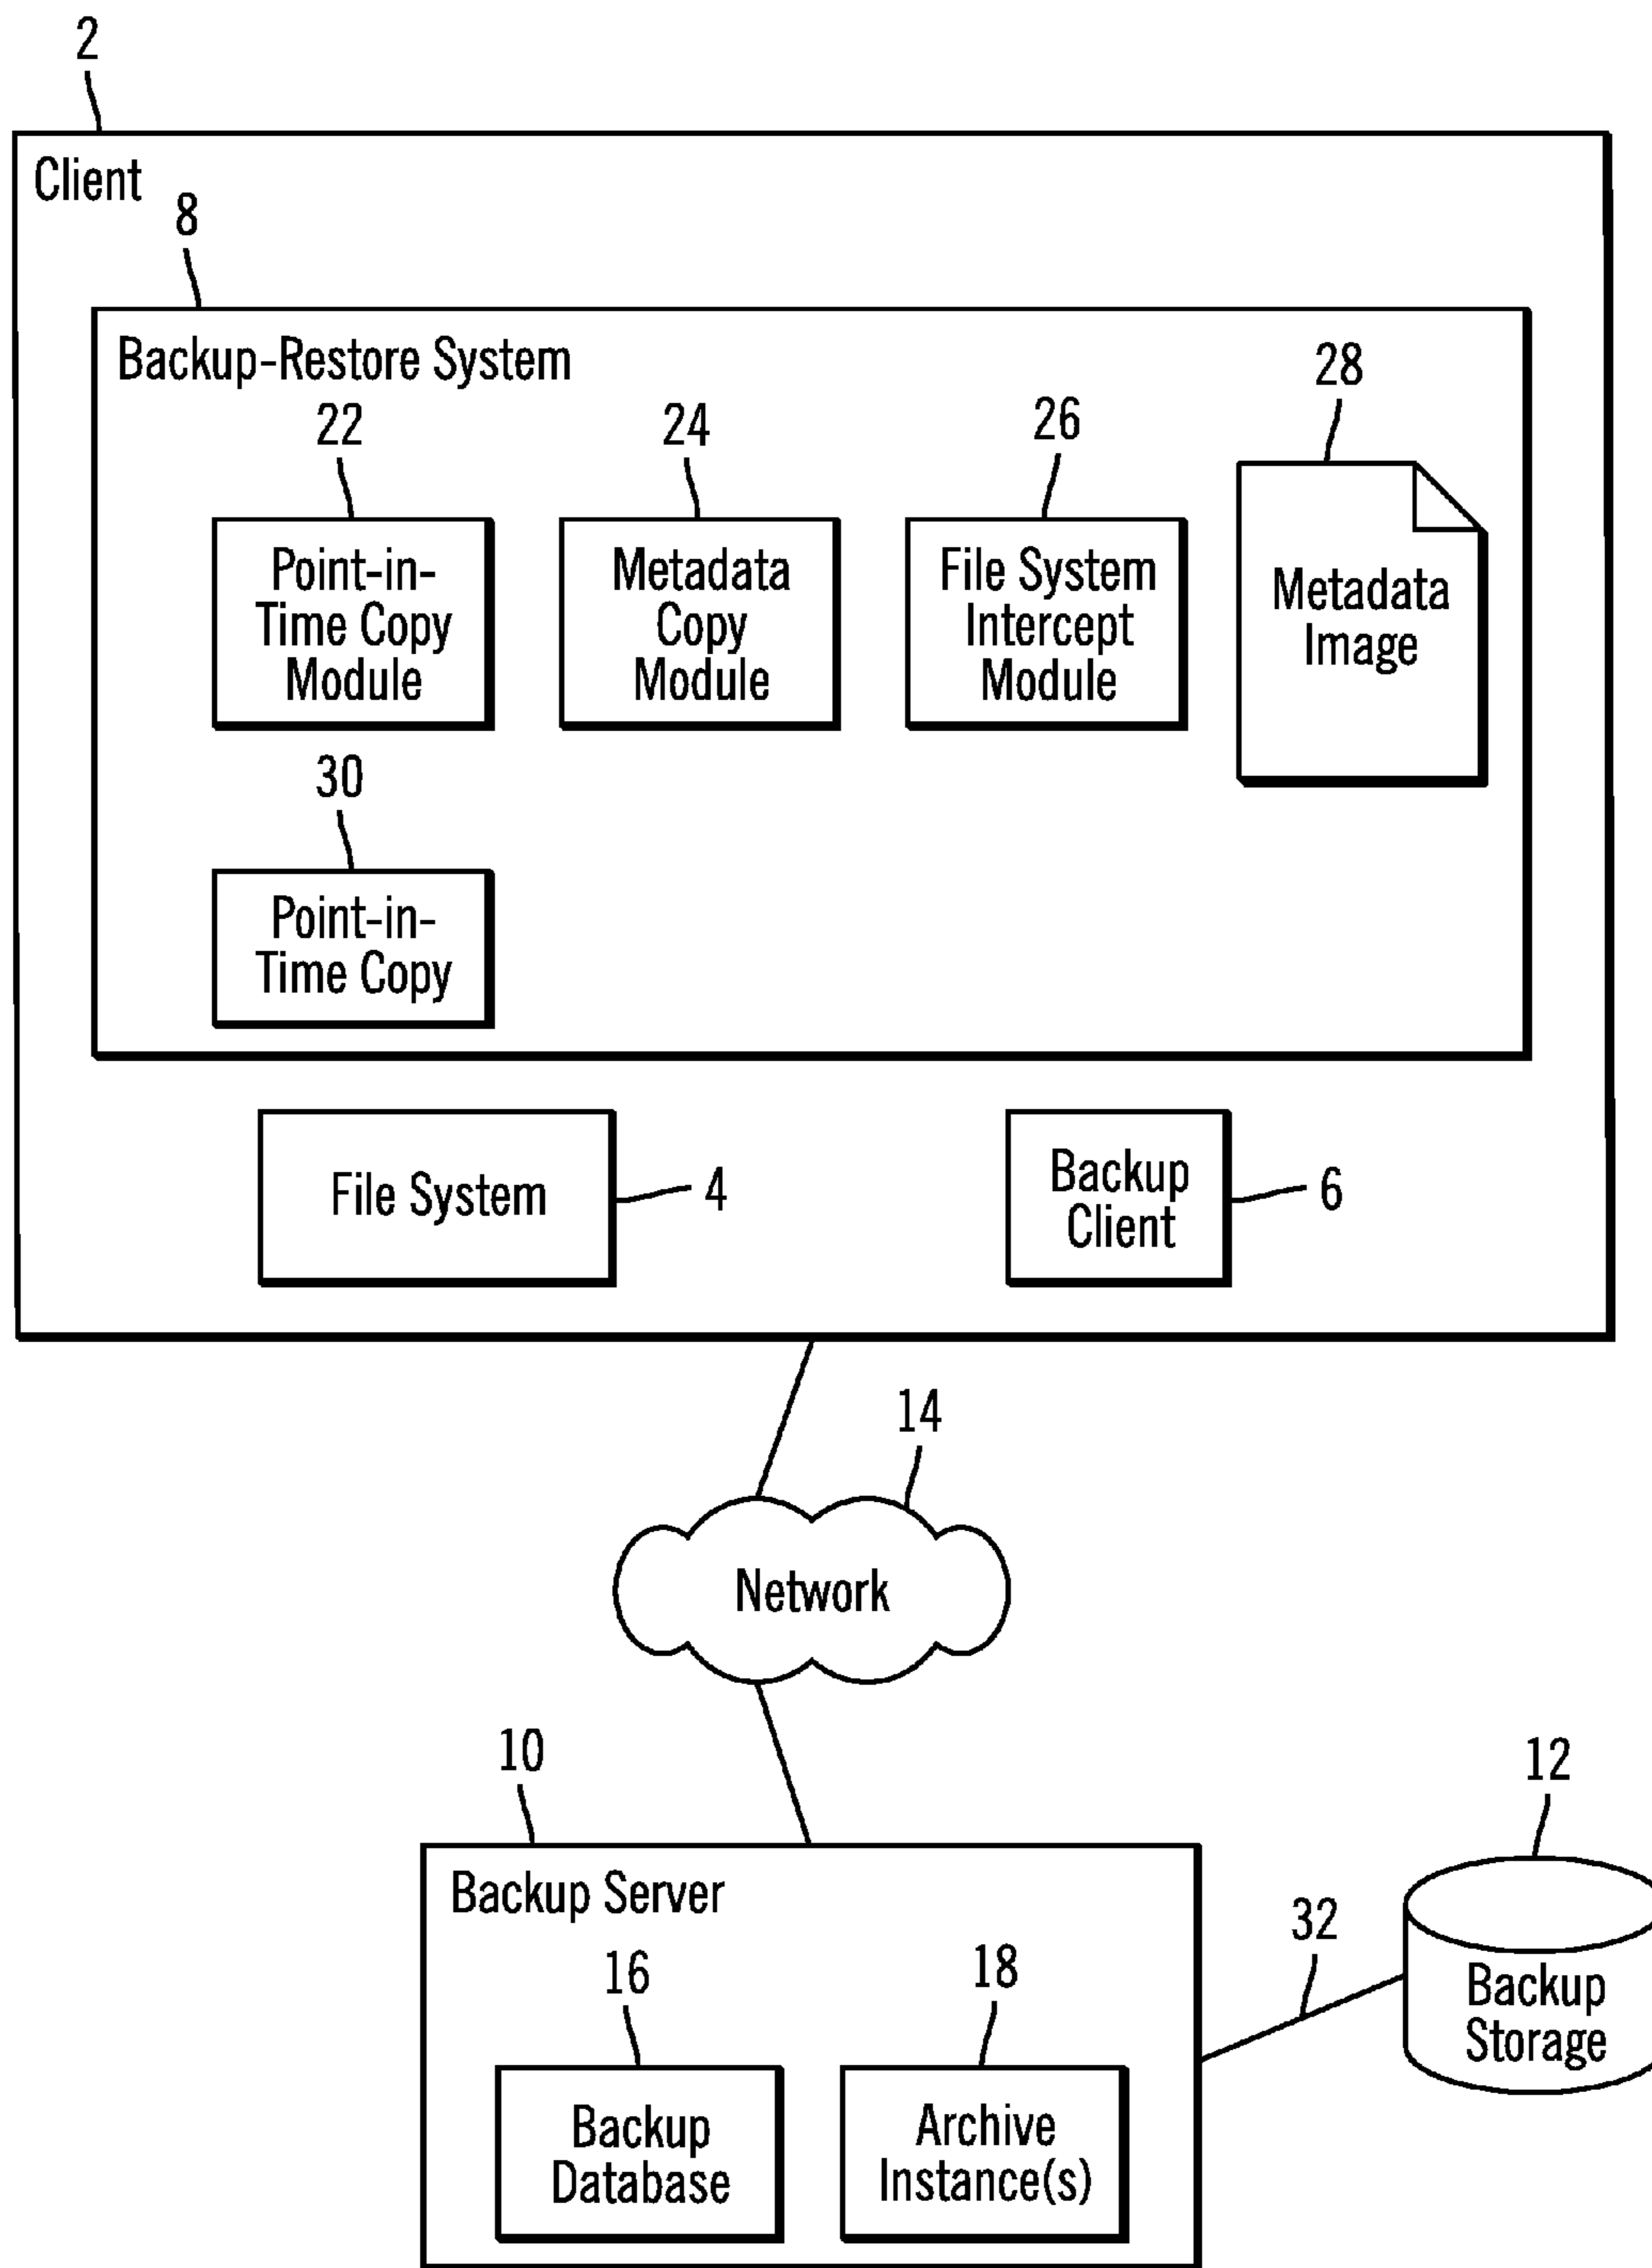 2
Client
8
Backup-Restore System
28
22
24
26
Point-in-
Time Copy
Module
Metadata
Copy
Module
File System
Intercept
Module
Metadata
Image
30
Point-in-
Time Copy
File System
4
Backup
Client
6
14
Network
10
12
Backup Server
32
Backup
Storage
16
18
Backup
Database
Archive
Instance(s)